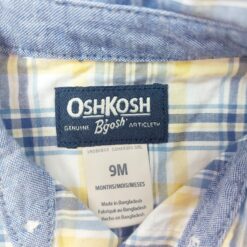 OSHKOSH
GENUINE B'gosh ARTICLE
9M
MONTHS/MOIS/MESES
Made in Bangladesh
Fabriqué au Bangladesh
Hecho en Bangladesh